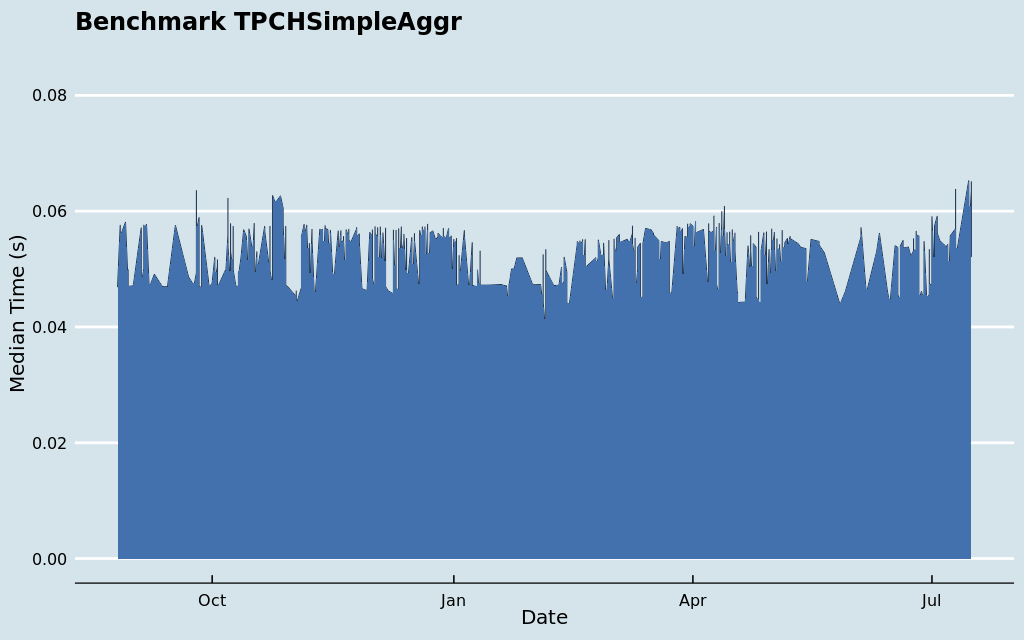 Benchmark TPCHSimpleAggr
0.08
0.06
0.04
0.02
0.00
Median Time (s)
Oct
Jan
Apr
Jul
Date